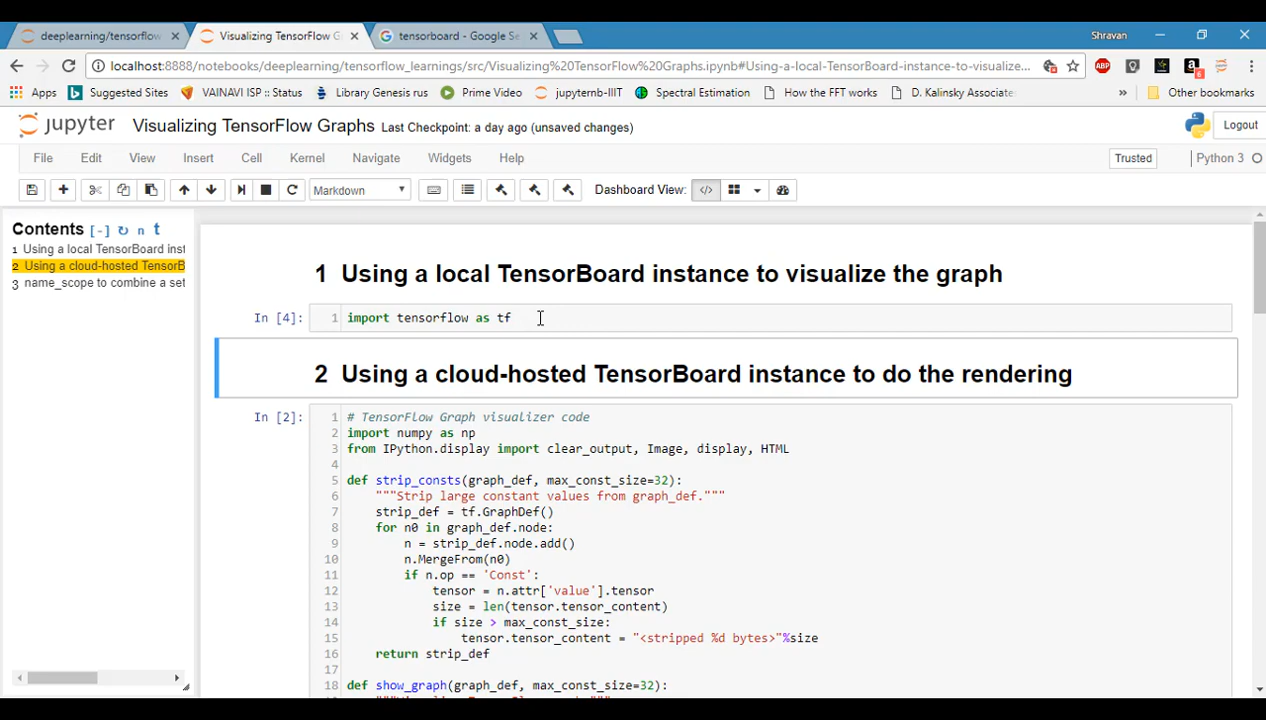 deeplearning/tensorflow
Visualizing TensorFlow G
tensorboard - Google Se
Shravan
localhost:8888/notebooks/deeplearning/tensorflow_learnings/src/Visualizing%20TensorFlow%20Graphs.ipynb#Using-a-local-TensorBoard-instance-to-visualize...
ABP
6
Apps
Suggested Sites
VAINAVI ISP :: Status
Library Genesis rus
Prime Video
jupyternb-IIIT
Spectral Estimation
How the FFT works
D. Kalinsky Associate
»
Other bookmarks
jupyter
Visualizing TensorFlow Graphs
Last Checkpoint: a day ago (unsaved changes)
Logout
File
Edit
View
Insert
Cell
Kernel
Navigate
Widgets
Help
Trusted
Python 3
Markdown
Dashboard View:
Contents [-] ↻ n t
1 Using a local TensorBoard inst
2 Using a cloud-hosted TensorB
3 name_scope to combine a set
1 Using a local TensorBoard instance to visualize the graph
In [4]:
1 import tensorflow as tf
2 Using a cloud-hosted TensorBoard instance to do the rendering
In [2]:
1 # TensorFlow Graph visualizer code
2 import numpy as np
3 from IPython.display import clear_output, Image, display, HTML
4
5 def strip_consts(graph_def, max_const_size=32):
6     """Strip large constant values from graph_def."""
7     strip_def = tf.GraphDef()
8     for n0 in graph_def.node:
9         n = strip_def.node.add()
10         n.MergeFrom(n0)
11         if n.op == 'Const':
12             tensor = n.attr['value'].tensor
13             size = len(tensor.tensor_content)
14             if size > max_const_size:
15                 tensor.tensor_content = "<stripped %d bytes>"%size
16     return strip_def
17
18 def show_graph(graph_def, max_const_size=32):